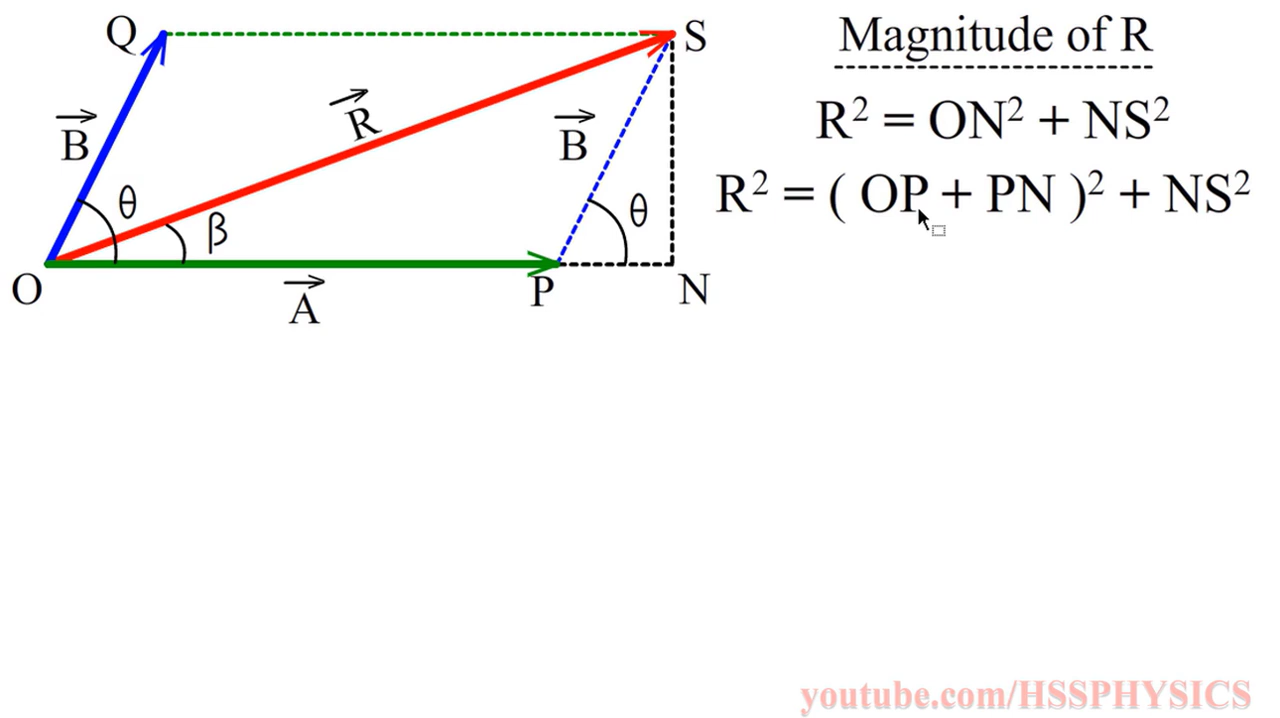 Magnitude of R
R² = ON² + NS²
R² = ( OP + PN )² + NS²
Q
S
B
R
B
θ
β
θ
O
A
P
N
youtube.com/HSSPHYSICS